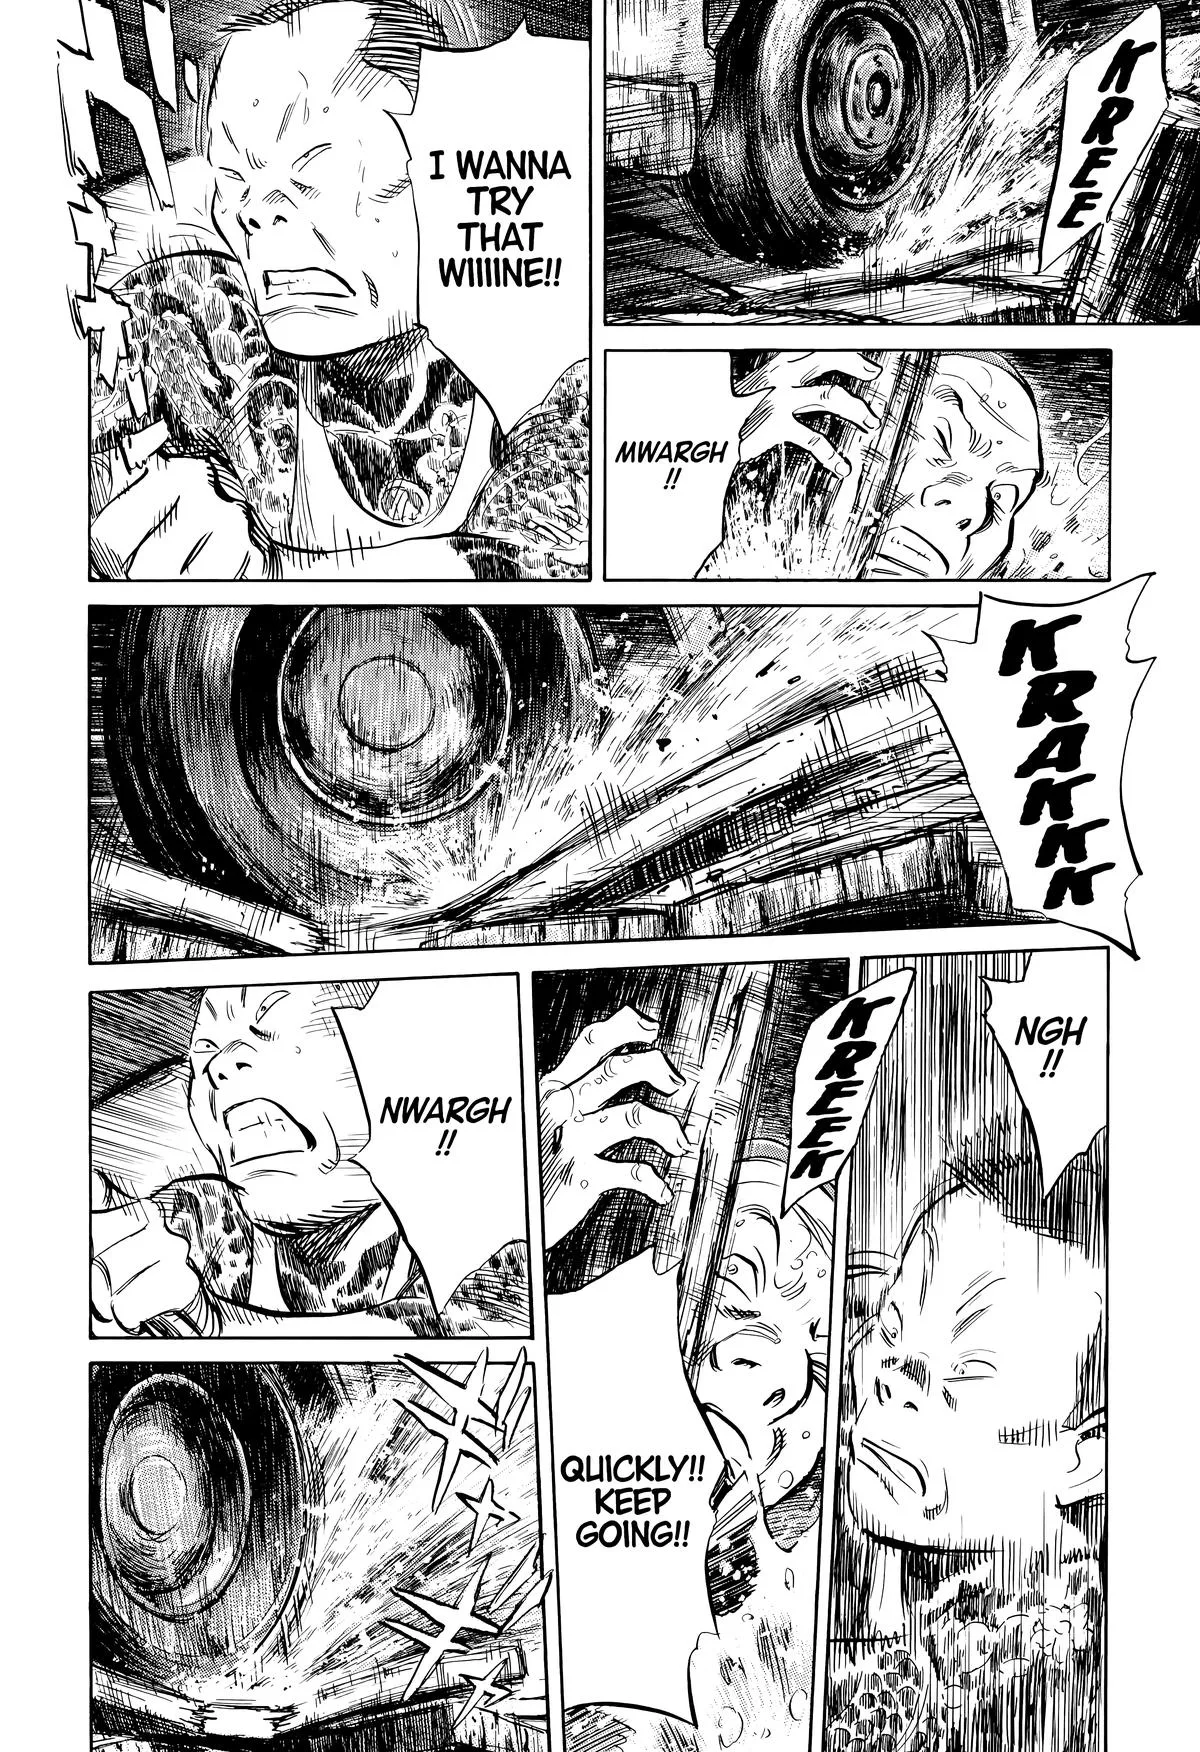 KREE
I WANNA
TRY
THAT
WIIIINE!!
MWARGH
!!
KRAKKK
NGH
!!
KREEK
QUICKLY!!
KEEP
GOING!!
NWARGH
!!